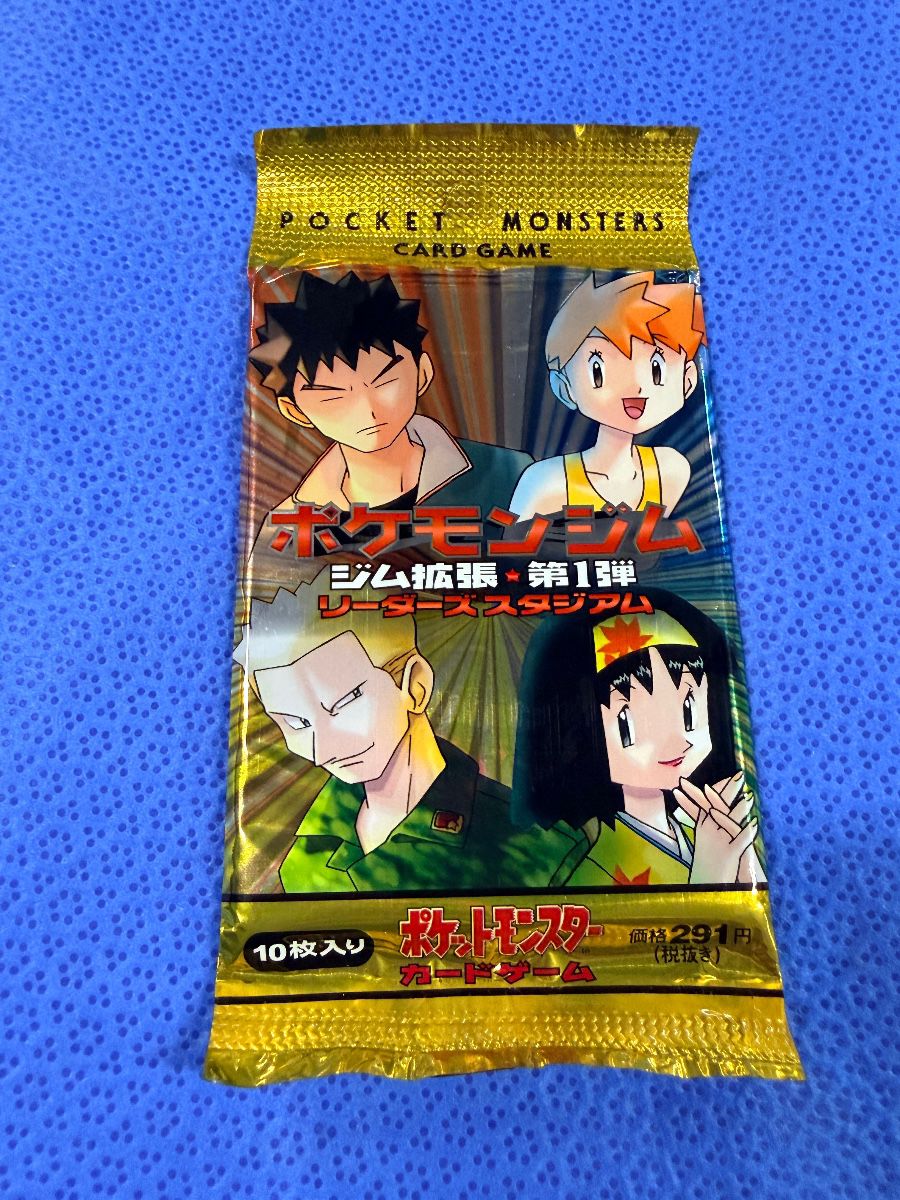 POCKET MONSTERS
CARD GAME
ポケモンジム
ジム拡張★第1弾
リーダーズスタジアム
10枚入り
ポケットモンスター
カードゲーム
価格291円
(税抜き)